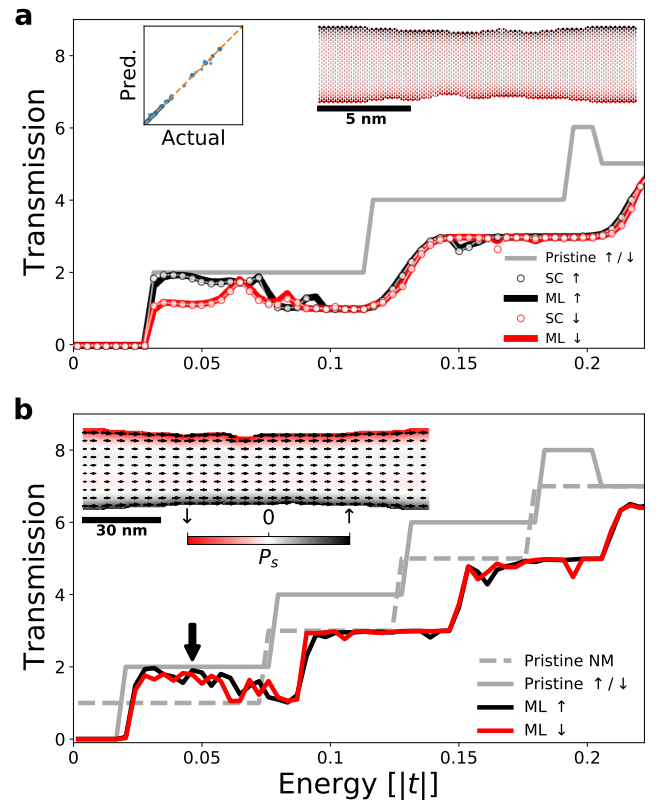 a
8
6
4
2
0
Transmission
Pred.
Actual
5 nm
Pristine ↑/↓
SC ↑
ML ↑
SC ↓
ML ↓
0
0.05
0.1
0.15
0.2
b
8
6
4
2
0
Transmission
30 nm
↓ 0 ↑
Pₛ
Pristine NM
Pristine ↑/↓
ML ↑
ML ↓
0
0.05
0.1
0.15
0.2
Energy [|t|]